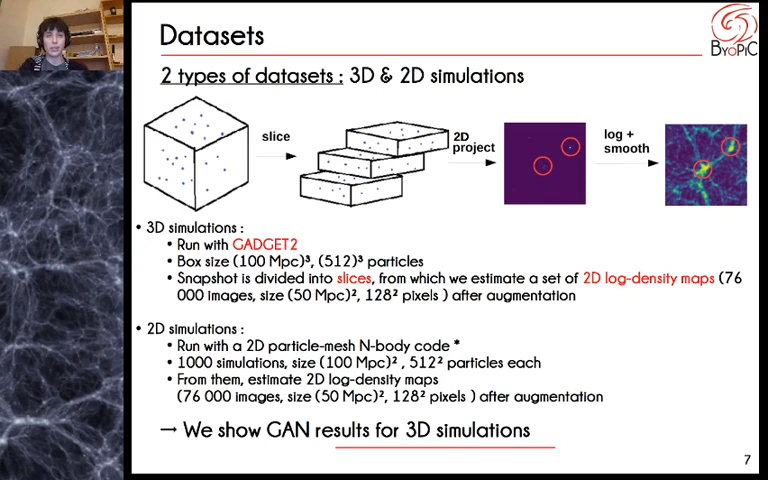 Datasets
BYOPIC
2 types of datasets : 3D & 2D simulations
slice
2D
project
log +
smooth
• 3D simulations :
• Run with GADGET2
• Box size (100 Mpc)³, (512)³ particles
• Snapshot is divided into slices, from which we estimate a set of 2D log-density maps (76
000 images, size (50 Mpc)², 128² pixels ) after augmentation
• 2D simulations :
• Run with a 2D particle-mesh N-body code *
• 1000 simulations, size (100 Mpc)² , 512² particles each
• From them, estimate 2D log-density maps
(76 000 images, size (50 Mpc)², 128² pixels ) after augmentation
→ We show GAN results for 3D simulations
7